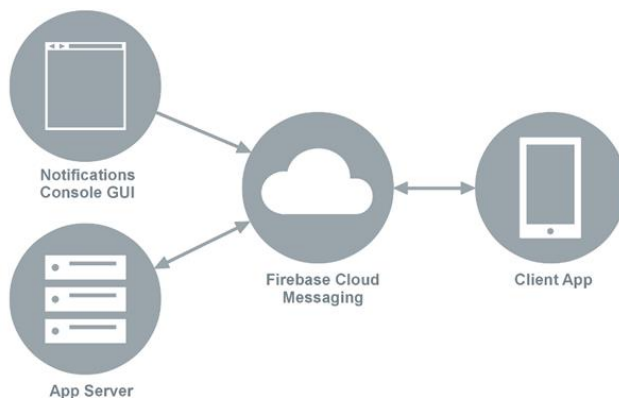 Notifications
Console GUI
Firebase Cloud
Messaging
Client App
App Server